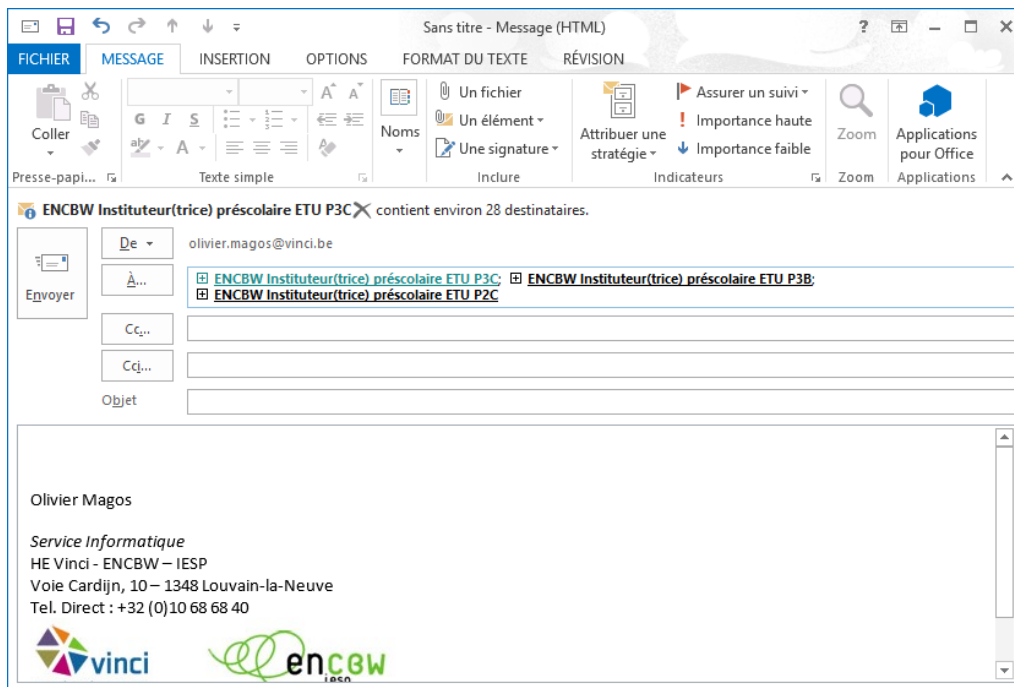 Sans titre - Message (HTML)
?
FICHIER MESSAGE INSERTION OPTIONS FORMAT DU TEXTE RÉVISION
Coller
Presse-papi...
G I S
A A
aby A
Texte simple
Noms
Un fichier
Un élément
Une signature
Inclure
Attribuer une
stratégie
Assurer un suivi
Importance haute
Importance faible
Indicateurs
Zoom
Zoom
Applications
pour Office
Applications
ENCBW Instituteur(trice) préscolaire ETU P3C contient environ 28 destinataires.
Envoyer
De olivier.magos@vinci.be
À... ENCBW Instituteur(trice) préscolaire ETU P3C; ENCBW Instituteur(trice) préscolaire ETU P3B;
ENCBW Instituteur(trice) préscolaire ETU P2C
Cc...
Cci...
Objet
Olivier Magos
Service Informatique
HE Vinci - ENCBW – IESP
Voie Cardijn, 10 – 1348 Louvain-la-Neuve
Tel. Direct : +32 (0)10 68 68 40
vinci encbw
iesp